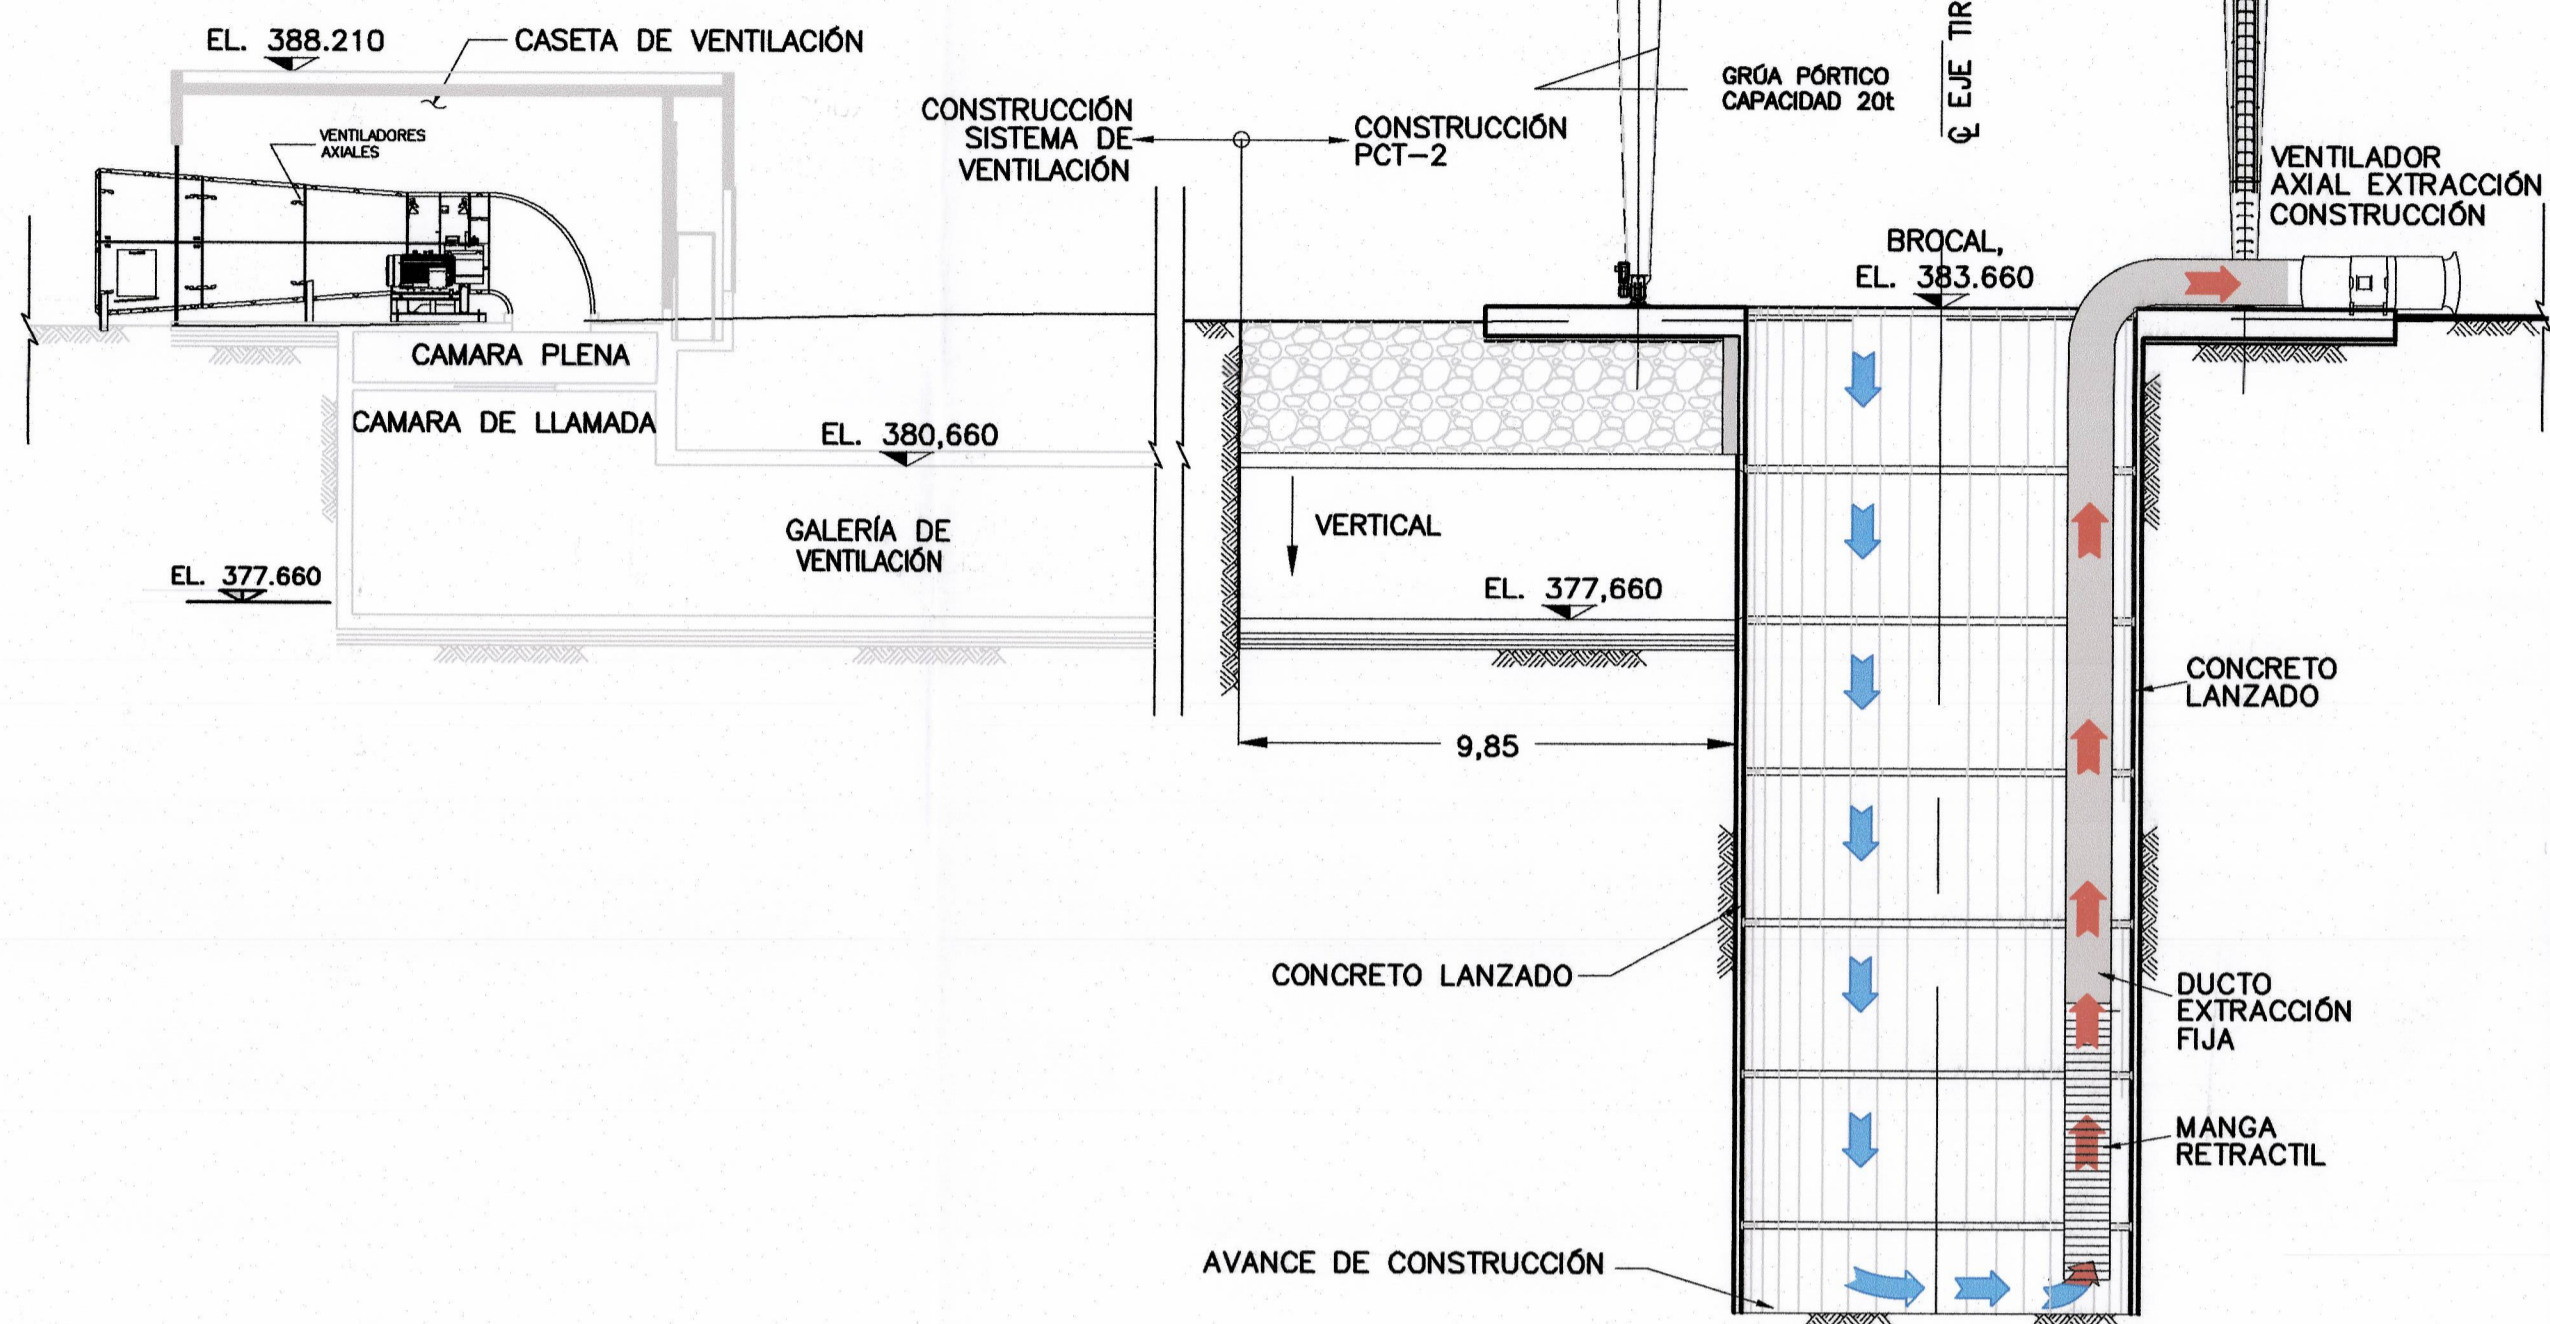 EL. 388.210
CASETA DE VENTILACIÓN
VENTILADORES
AXIALES
CONSTRUCCIÓN
SISTEMA DE
VENTILACIÓN
CONSTRUCCIÓN
PCT-2
GRÚA PÓRTICO
CAPACIDAD 20t
℄ EJE TIR
VENTILADOR
AXIAL EXTRACCIÓN
CONSTRUCCIÓN
BROCAL,
EL. 383.660
CAMARA PLENA
CAMARA DE LLAMADA
EL. 380,660
GALERÍA DE
VENTILACIÓN
EL. 377.660
VERTICAL
EL. 377,660
9,85
CONCRETO
LANZADO
CONCRETO LANZADO
DUCTO
EXTRACCIÓN
FIJA
MANGA
RETRACTIL
AVANCE DE CONSTRUCCIÓN